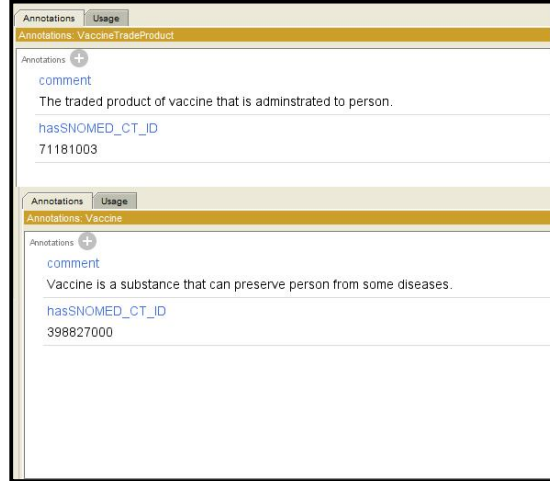 Annotations Usage
Annotations: VaccineTradeProduct
Annotations
comment
The traded product of vaccine that is adminstrated to person.
hasSNOMED_CT_ID
71181003
Annotations Usage
Annotations: Vaccine
Annotations
comment
Vaccine is a substance that can preserve person from some diseases.
hasSNOMED_CT_ID
398827000